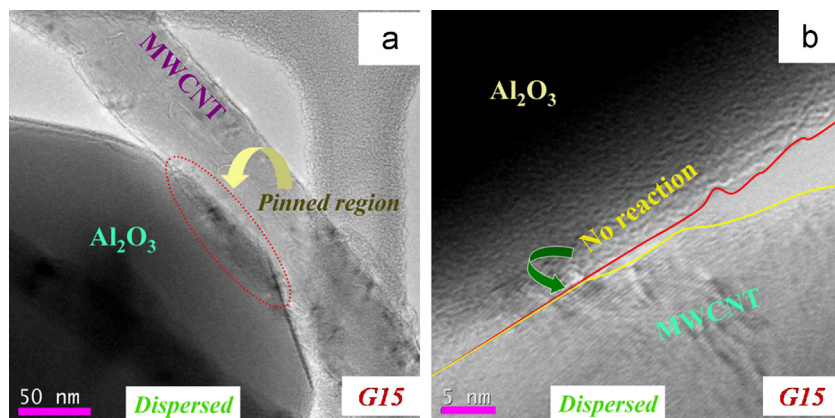 a
MWCNT
Pinned region
Al₂O₃
50 nm
Dispersed
G15
b
Al₂O₃
No reaction
MWCNT
5 nm
Dispersed
G15